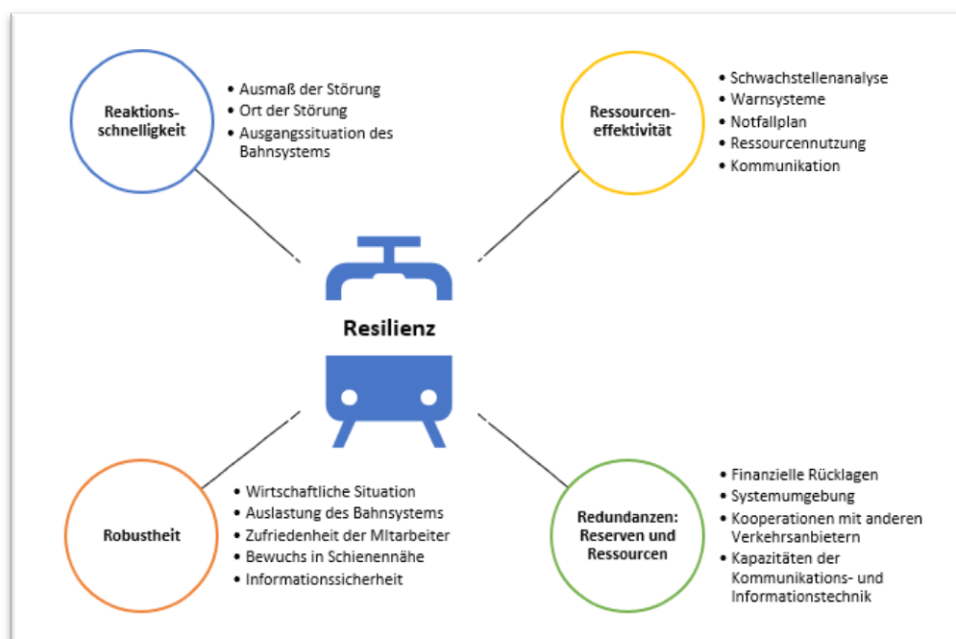 Reaktions-
schnelligkeit
• Ausmaß der Störung
• Ort der Störung
• Ausgangssituation des
Bahnsystems
Ressourcen-
effektivität
• Schwachstellenanalyse
• Warnsysteme
• Notfallplan
• Ressourcennutzung
• Kommunikation
Resilienz
Robustheit
• Wirtschaftliche Situation
• Auslastung des Bahnsystems
• Zufriedenheit der MItarbeiter
• Bewuchs in Schienennähe
• Informationssicherheit
Redundanzen:
Reserven und
Ressourcen
• Finanzielle Rücklagen
• Systemumgebung
• Kooperationen mit anderen
Verkehrsanbietern
• Kapazitäten der
Kommunikations- und
Informationstechnik